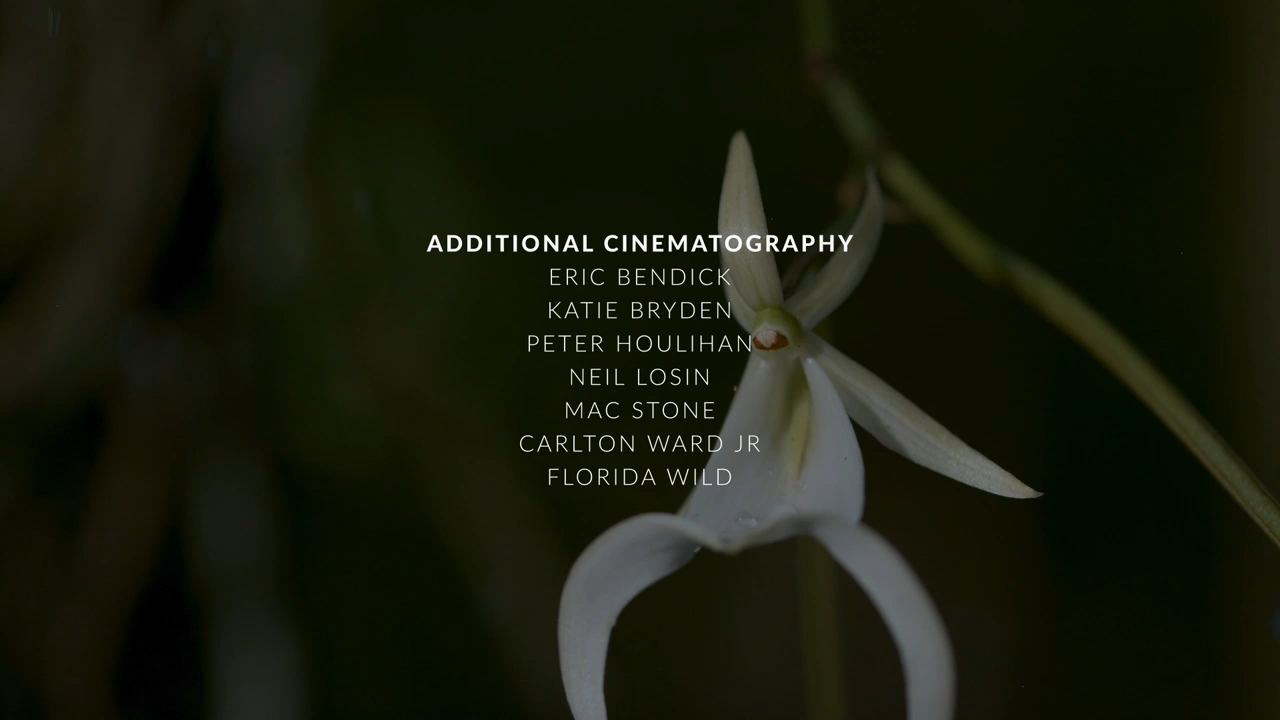 ADDITIONAL CINEMATOGRAPHY
ERIC BENDICK
KATIE BRYDEN
PETER HOULIHAN
NEIL LOSIN
MAC STONE
CARLTON WARD JR
FLORIDA WILD